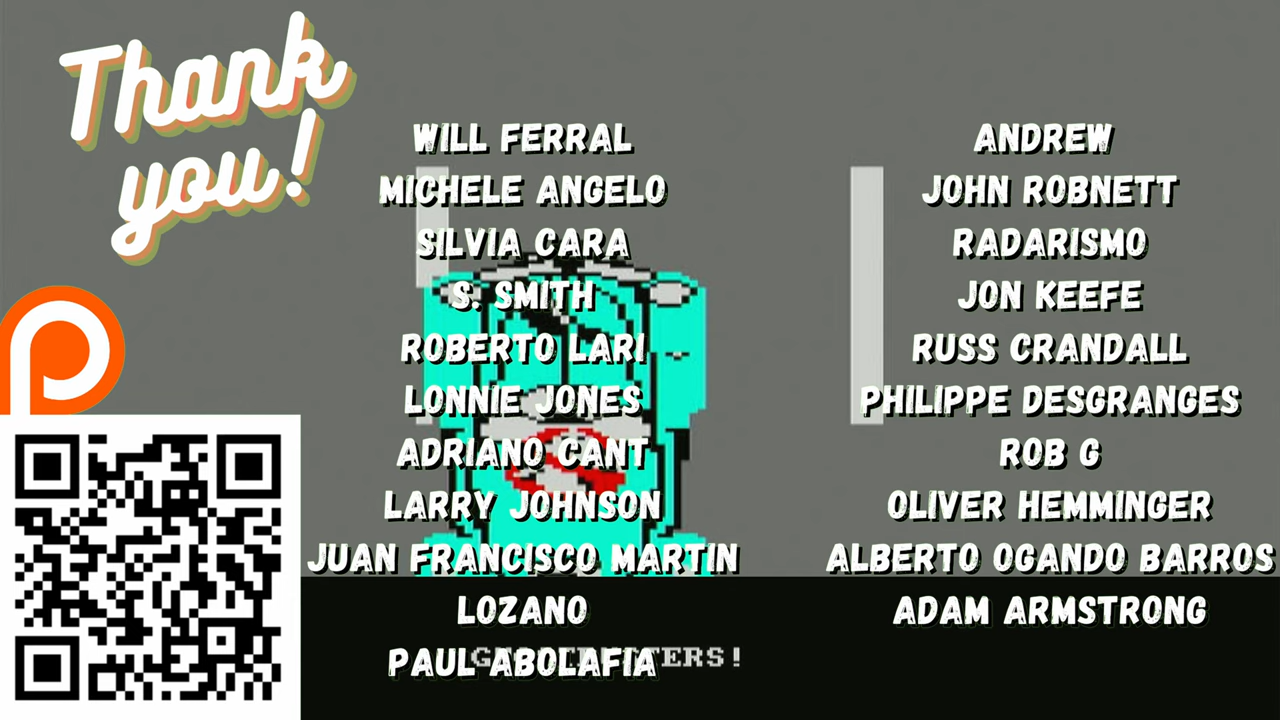 Thank
you!
WILL FERRAL
MICHELE ANGELO
SILVIA CARA
S. SMITH
ROBERTO LARI
LONNIE JONES
ADRIANO CANT
LARRY JOHNSON
JUAN FRANCISCO MARTIN
LOZANO
PAUL ABOLAFIA
ANDREW
JOHN ROBNETT
RADARISMO
JON KEEFE
RUSS CRANDALL
PHILIPPE DESGRANGES
ROB G
OLIVER HEMMINGER
ALBERTO OGANDO BARROS
ADAM ARMSTRONG